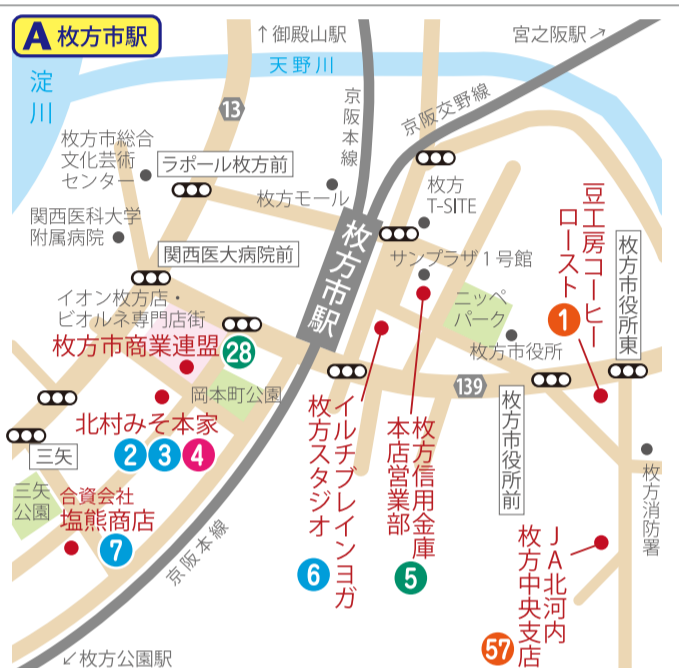 A 枚方市駅
↑御殿山駅
宮之阪駅↗
淀川
天野川
京阪本線
京阪交野線
13
枚方市総合
文化芸術
センター
ラポール枚方前
枚方モール
枚方
T-SITE
関西医科大学
附属病院
関西医大病院前
枚方市駅
サンプラザ1号館
豆工房コーヒー
ロースト
1
枚方市役所東
イオン枚方店・
ビオルネ専門店街
ニッペ
パーク
枚方市役所
枚方市商業連盟 28
岡本町公園
139
北村みそ本家
2 3 4
三矢
イルチブレインヨガ
枚方スタジオ
6
枚方信用金庫
本店営業部
5
枚方市役所前
枚方消防署
三矢
公園
合資会社
塩熊商店
7
京阪本線
JA北河内
枚方中央支店
57
↙枚方公園駅